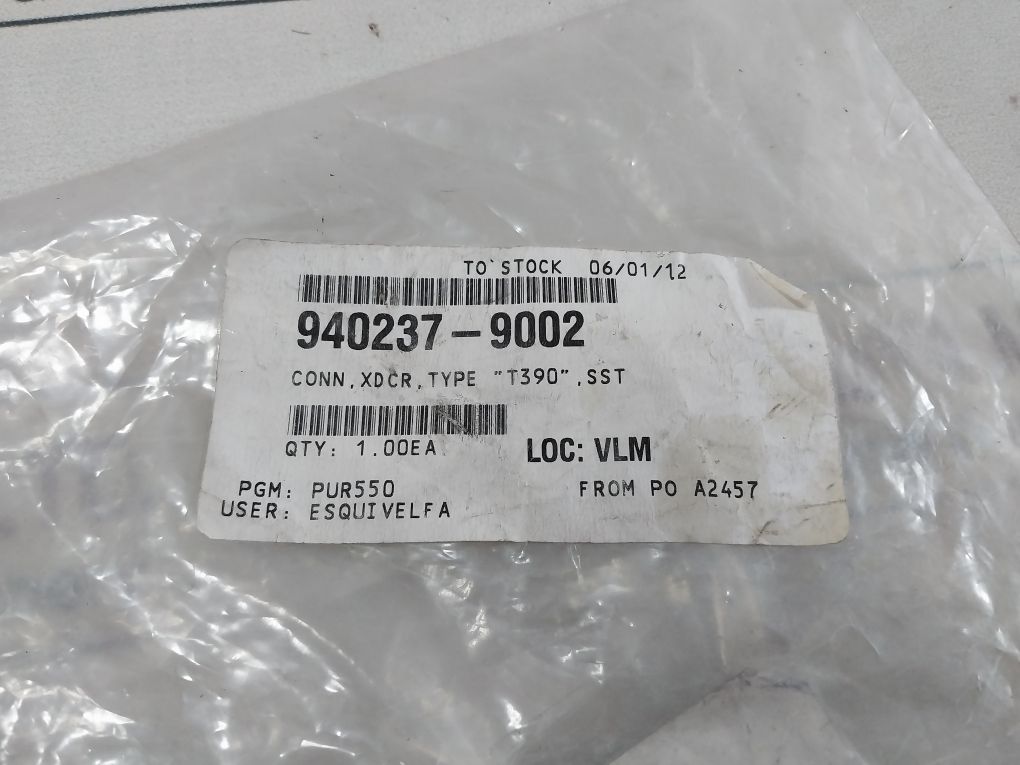 TO STOCK 06/01/12
940237-9002
CONN,XDCR,TYPE "T390",SST
QTY: 1.00EA
LOC: VLM
PGM: PUR550
FROM PO A2457
USER: ESQUIVELFA